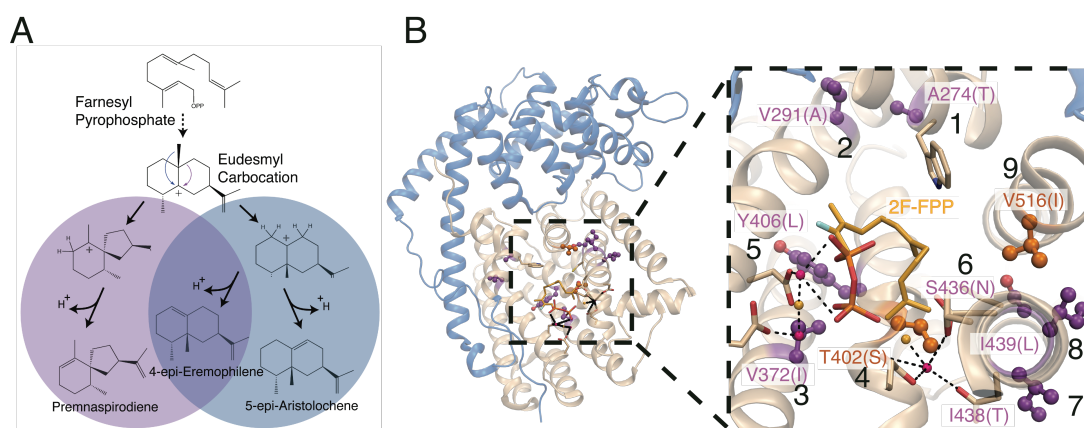 A
B
OPP
Farnesyl
Pyrophosphate
Eudesmyl
Carbocation
+
H
H
+
H H H H
+
H+
H+
+H
4-epi-Eremophilene
Premnaspirodiene
5-epi-Aristolochene
V291(A)
A274(T)
1
2
9
V516(I)
2F-FPP
Y406(L)
5
6
S436(N)
I439(L)
8
T402(S)
V372(I)
4
3
I438(T)
7